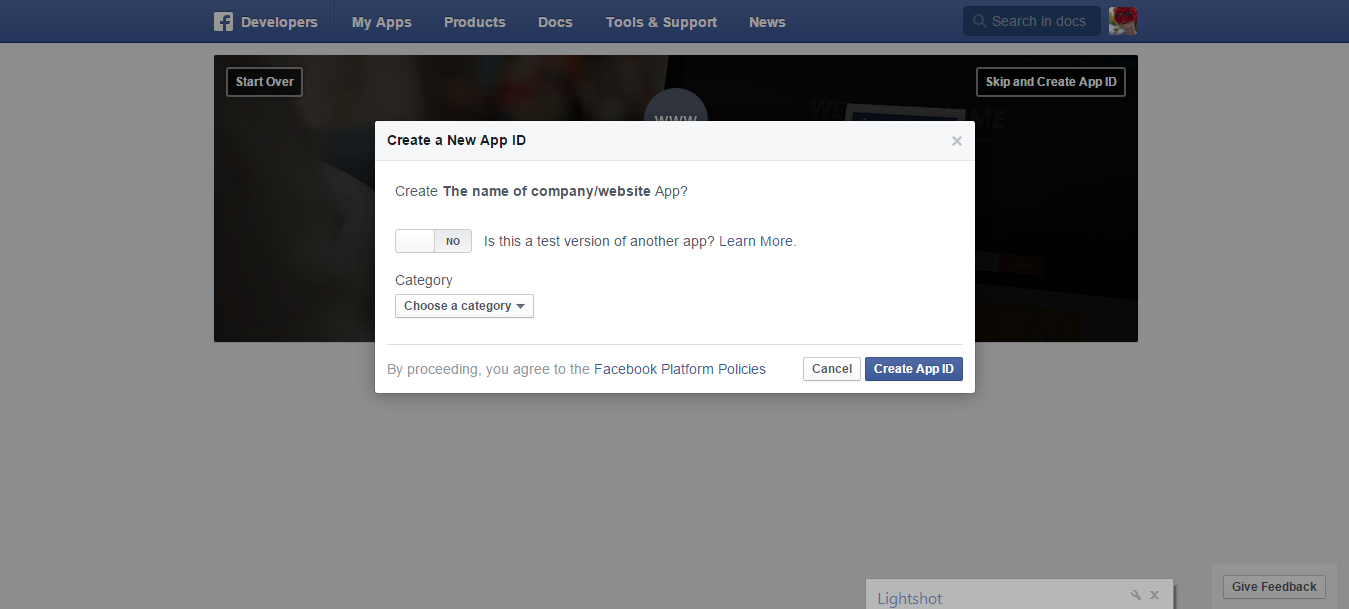 Developers My Apps Products Docs Tools & Support News Search in docs
Start Over Skip and Create App ID
www
Create a New App ID
Create The name of company/website App?
NO Is this a test version of another app? Learn More.
Category
Choose a category
By proceeding, you agree to the Facebook Platform Policies Cancel Create App ID
Give Feedback
Lightshot